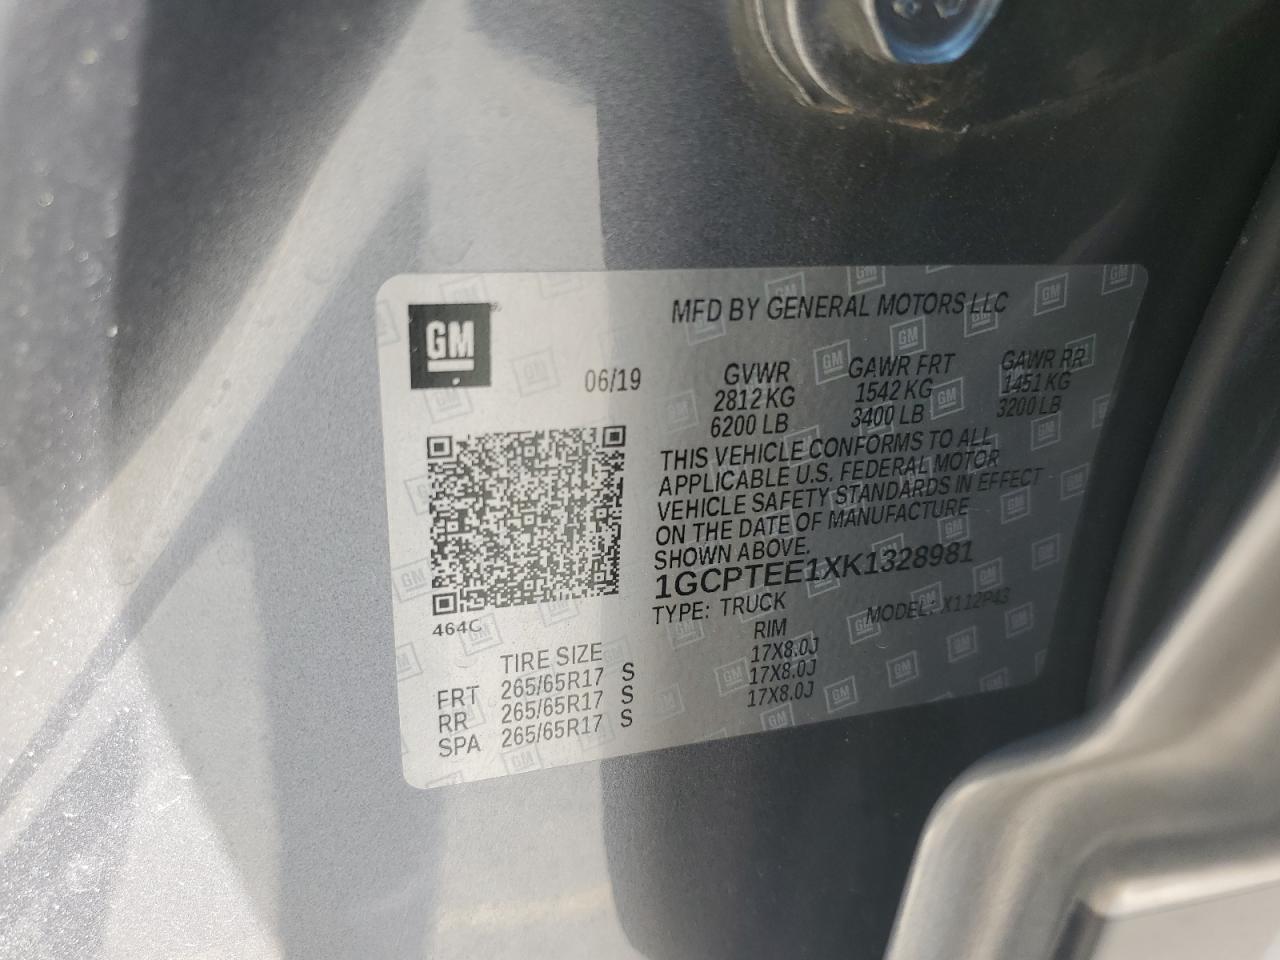 GM
MFD BY GENERAL MOTORS LLC
06/19
GVWR GAWR FRT GAWR RR
2812 KG 1542 KG 1451 KG
6200 LB 3400 LB 3200 LB
THIS VEHICLE CONFORMS TO ALL
APPLICABLE U.S. FEDERAL MOTOR
VEHICLE SAFETY STANDARDS IN EFFECT
ON THE DATE OF MANUFACTURE
SHOWN ABOVE.
1GCPTEE1XK1328981
TYPE: TRUCK MODEL: X112P43
464C
TIRE SIZE RIM
FRT 265/65R17 S 17X8.0J
RR 265/65R17 S 17X8.0J
SPA 265/65R17 S 17X8.0J